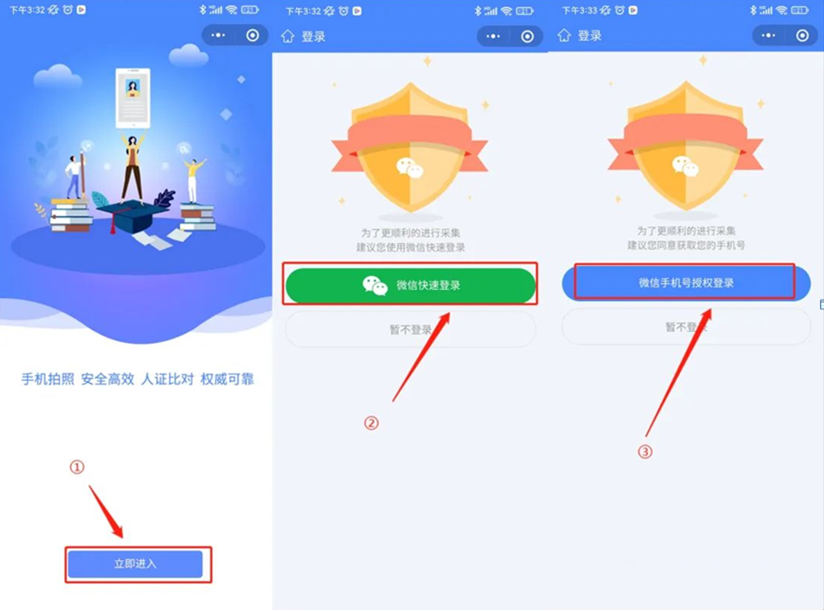 下午3:32
手机拍照 安全高效 人证比对 权威可靠
①
立即进入
下午3:32
登录
为了更顺利的进行采集
建议您使用微信快速登录
微信快速登录
暂不登录
②
下午3:33
登录
为了更顺利的进行采集
建议您同意获取您的手机号
微信手机号授权登录
暂不登录
③